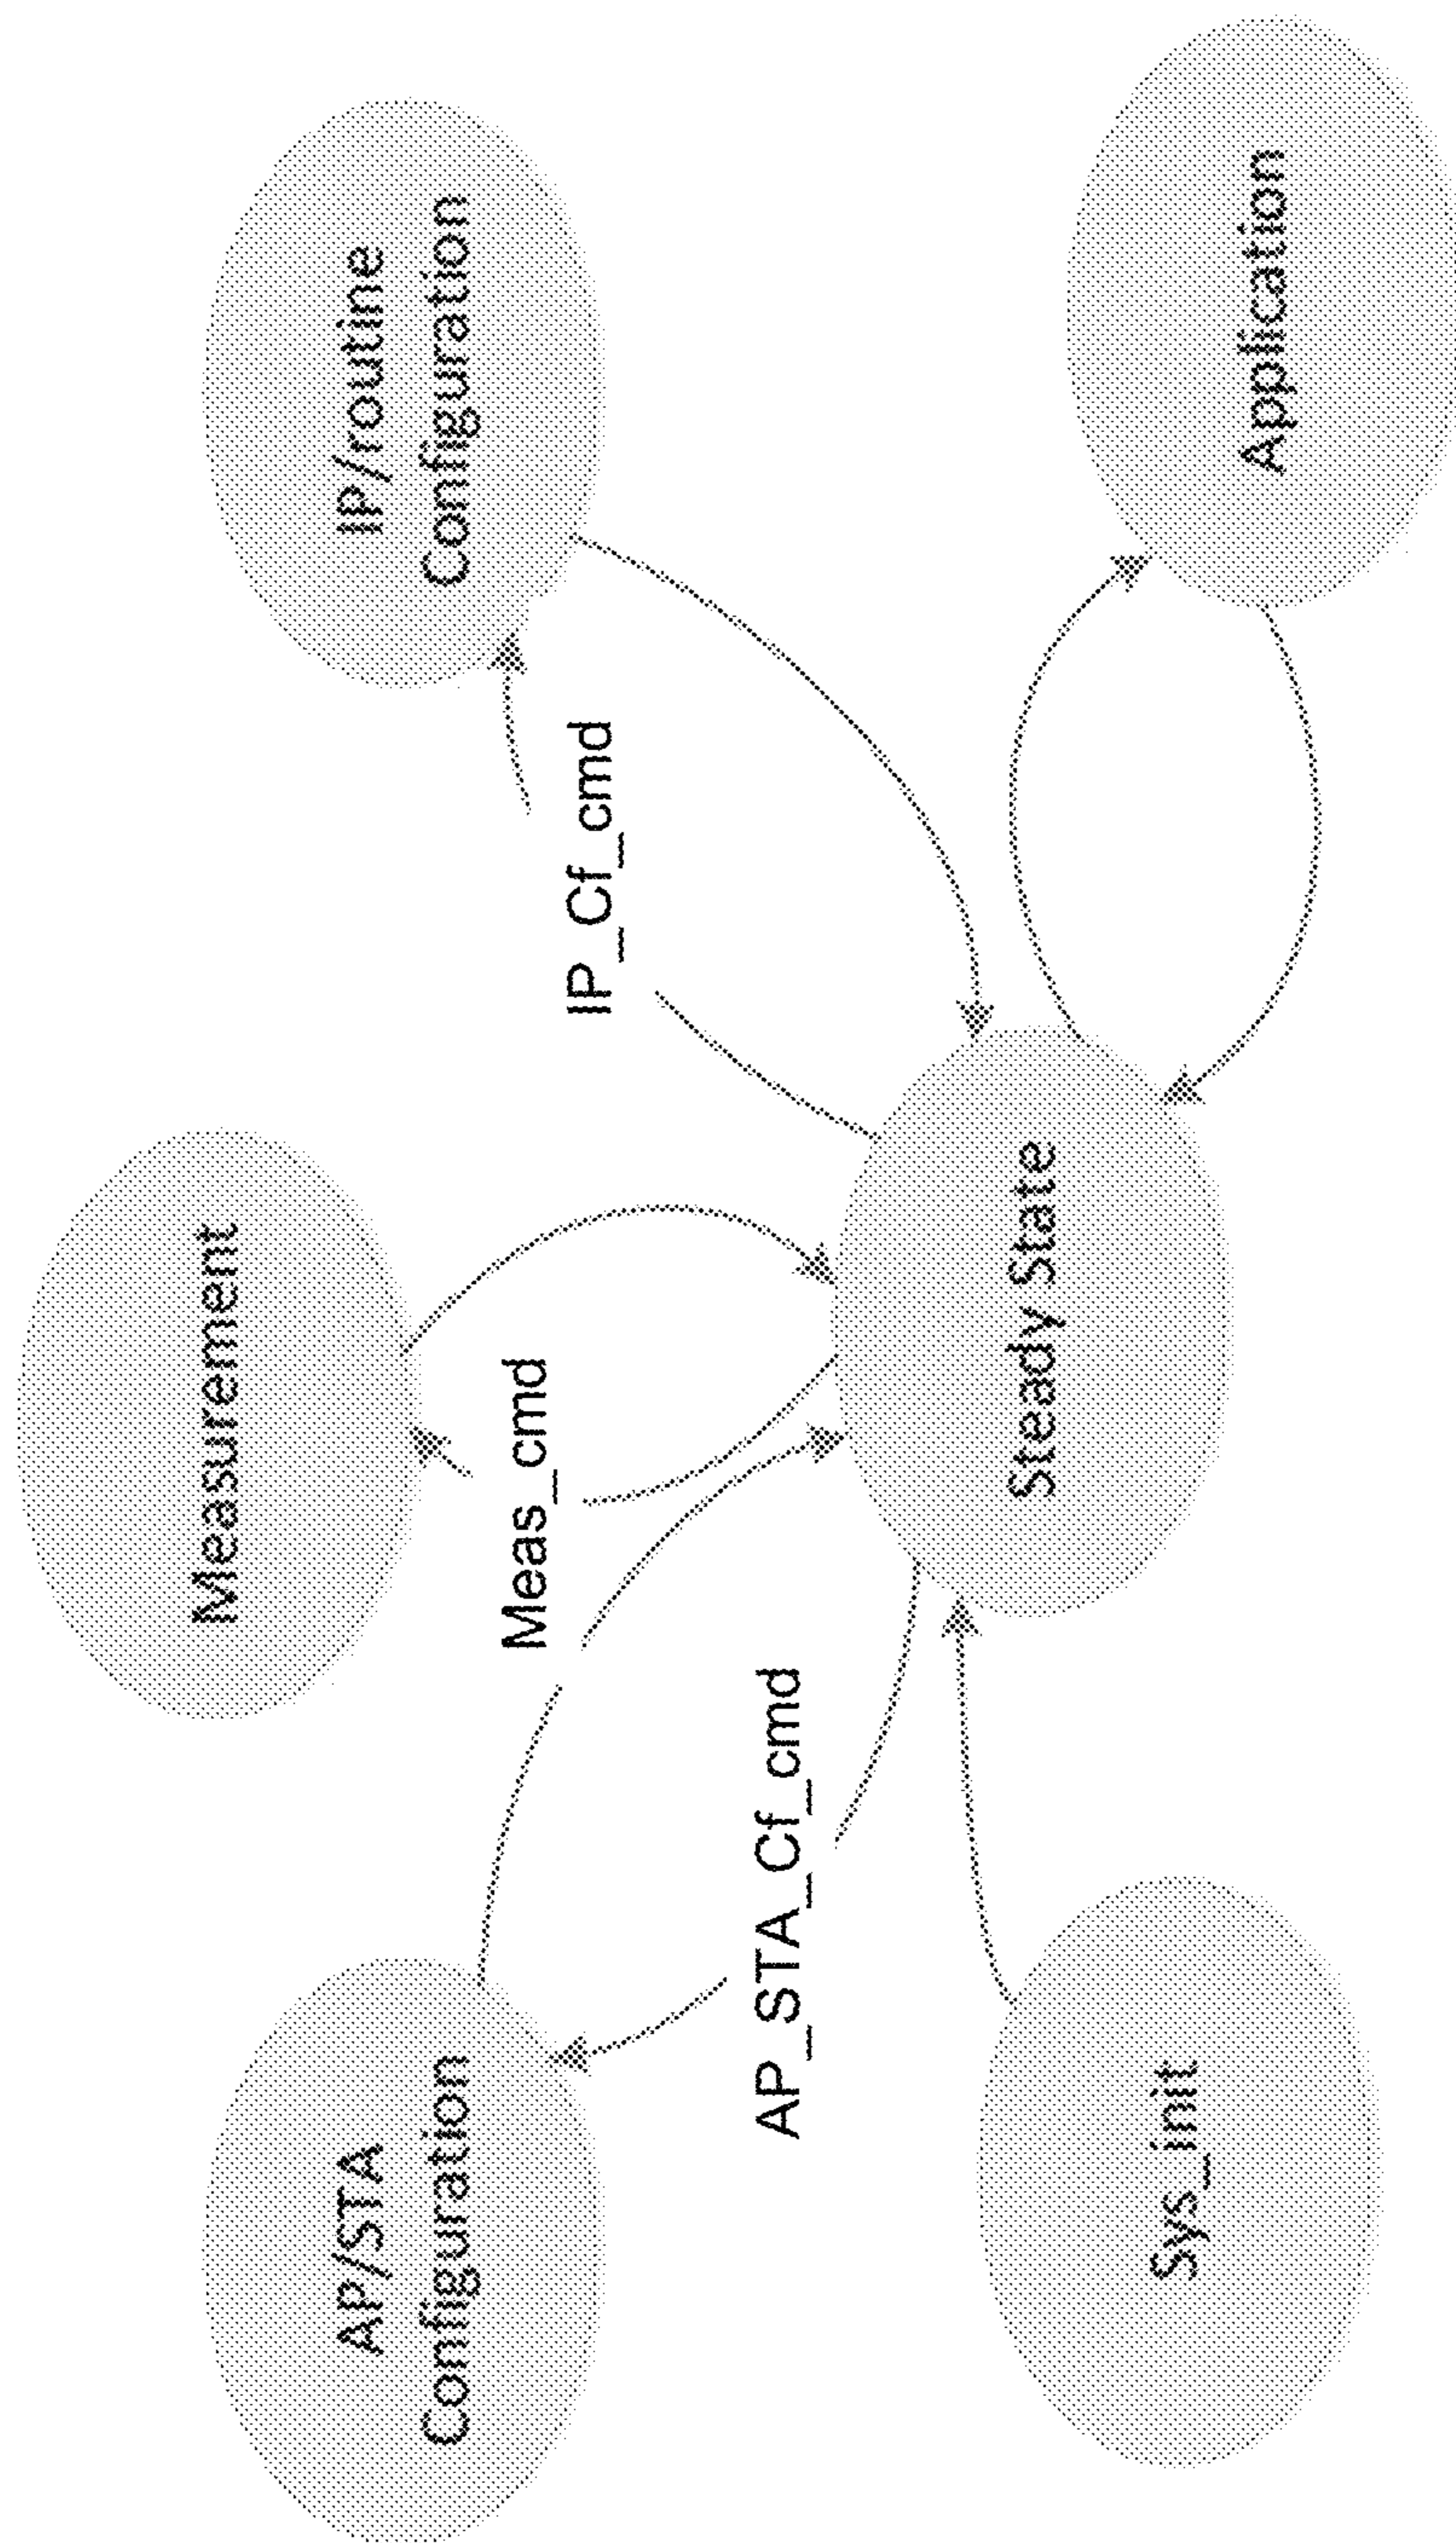 Measurement
AP/STA
Configuration
IP/routine
Configuration
Meas_cmd
IP_Cf_cmd
AP_STA_Cf_cmd
Steady State
Sys_init
Application